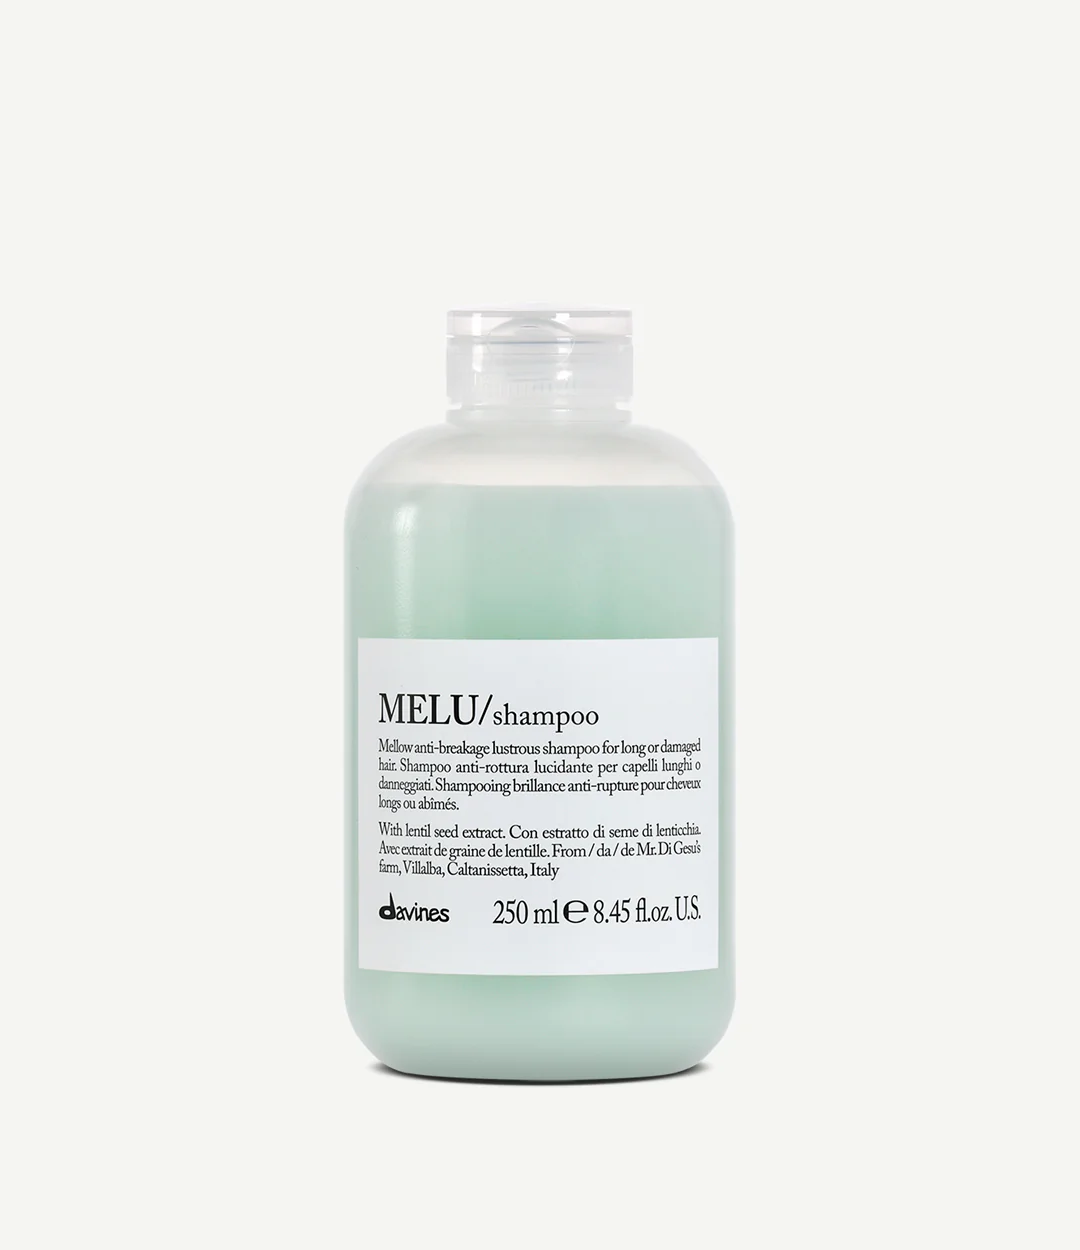 MELU/shampoo
Mellow anti-breakage lustrous shampoo for long or damaged
hair. Shampoo anti-rottura lucidante per capelli lunghi o
danneggiati. Shampooing brillance anti-rupture pour cheveux
longs ou abîmés.
With lentil seed extract. Con estratto di seme di lenticchia.
Avec extrait de graine de lentille. From / da / de Mr. Di Gesu's
farm, Villalba, Caltanissetta, Italy
davines 250 ml ℮ 8.45 fl.oz. U.S.